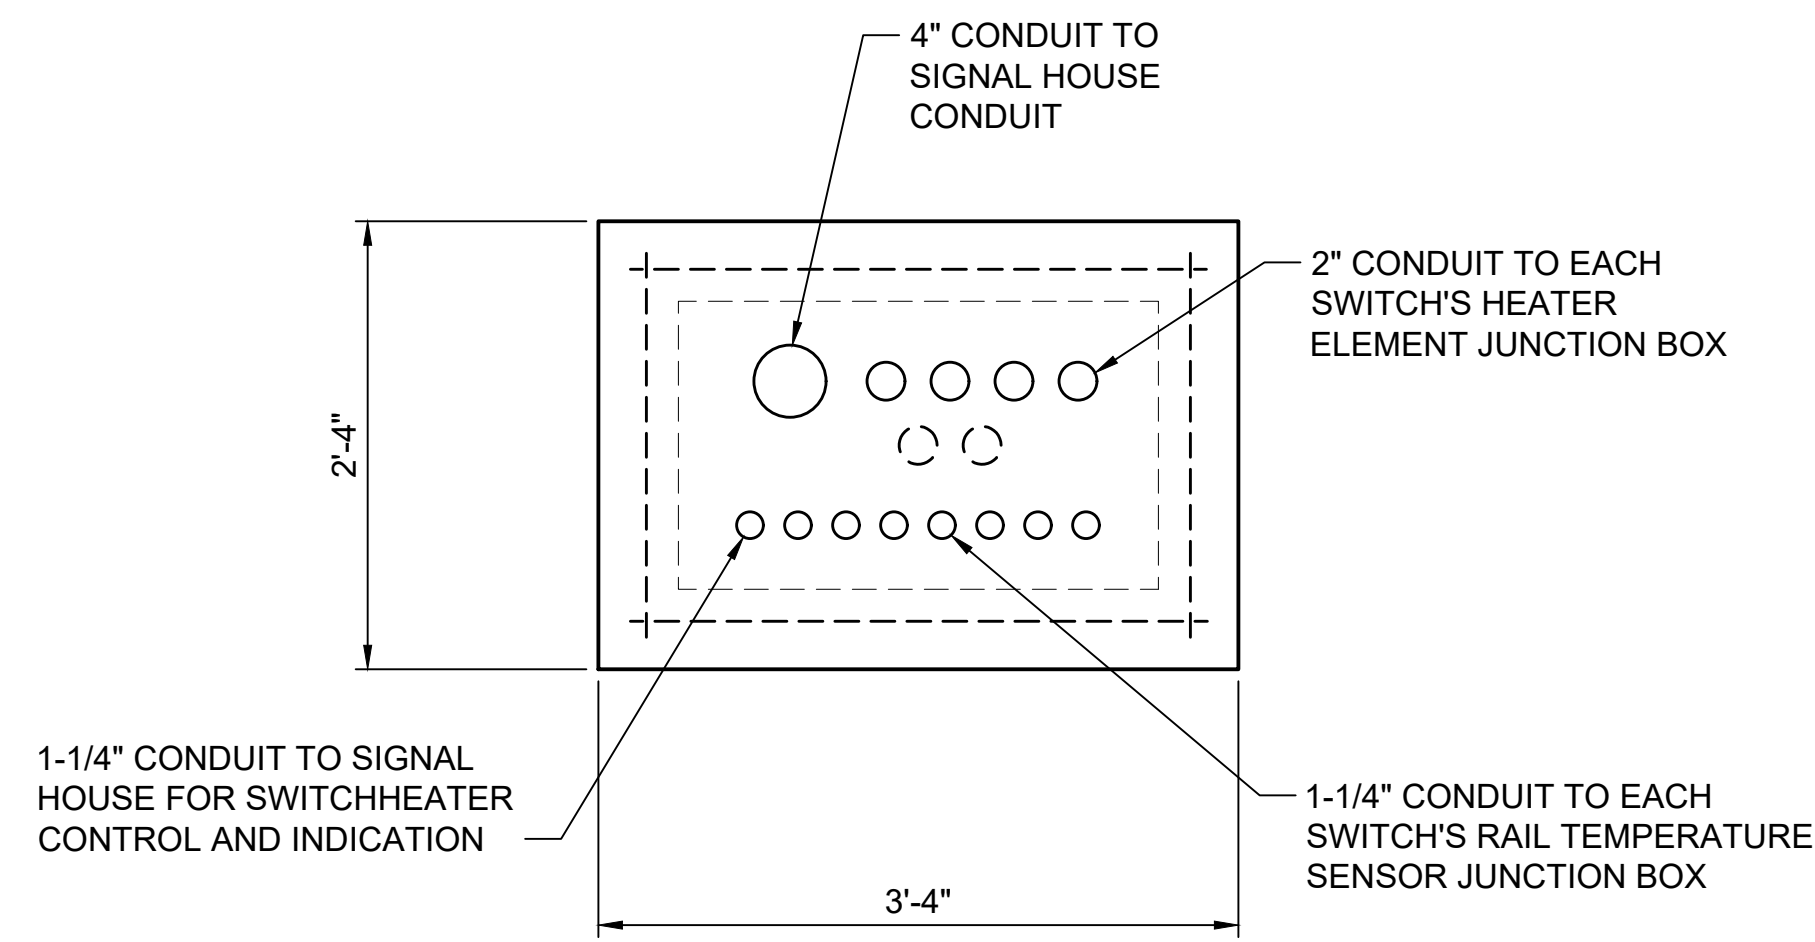 4" CONDUIT TO
SIGNAL HOUSE
CONDUIT
2" CONDUIT TO EACH
SWITCH'S HEATER
ELEMENT JUNCTION BOX
2'-4"
1-1/4" CONDUIT TO SIGNAL
HOUSE FOR SWITCHHEATER
CONTROL AND INDICATION
1-1/4" CONDUIT TO EACH
SWITCH'S RAIL TEMPERATURE
SENSOR JUNCTION BOX
3'-4"